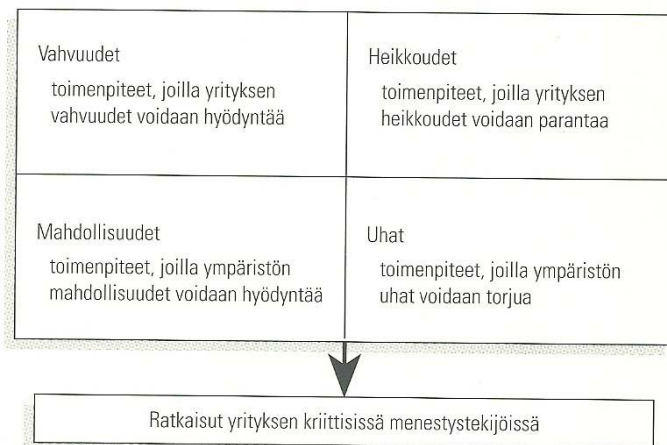 Vahvuudet
toimenpiteet, joilla yrityksen
vahvuudet voidaan hyödyntää
Heikkoudet
toimenpiteet, joilla yrityksen
heikkoudet voidaan parantaa
Mahdollisuudet
toimenpiteet, joilla ympäristön
mahdollisuudet voidaan hyödyntää
Uhat
toimenpiteet, joilla ympäristön
uhat voidaan torjua
Ratkaisut yrityksen kriittisissä menestystekijöissä